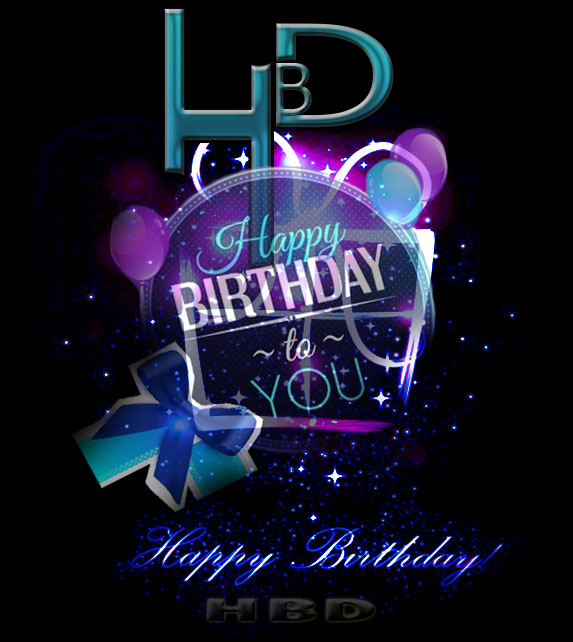 HBD
Happy
BIRTHDAY
~ to ~
YOU
Happy Birthday!
HBD